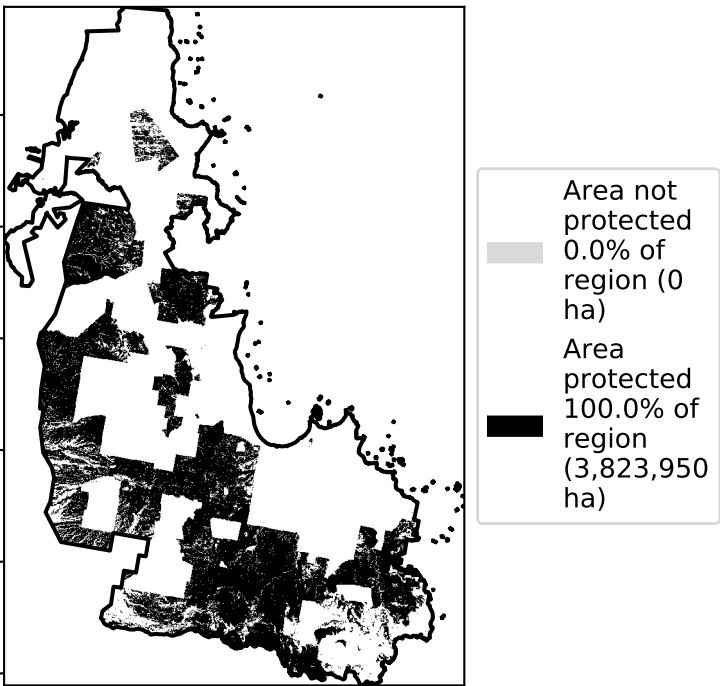 Area not
protected
0.0% of
region (0
ha)
Area
protected
100.0% of
region
(3,823,950
ha)